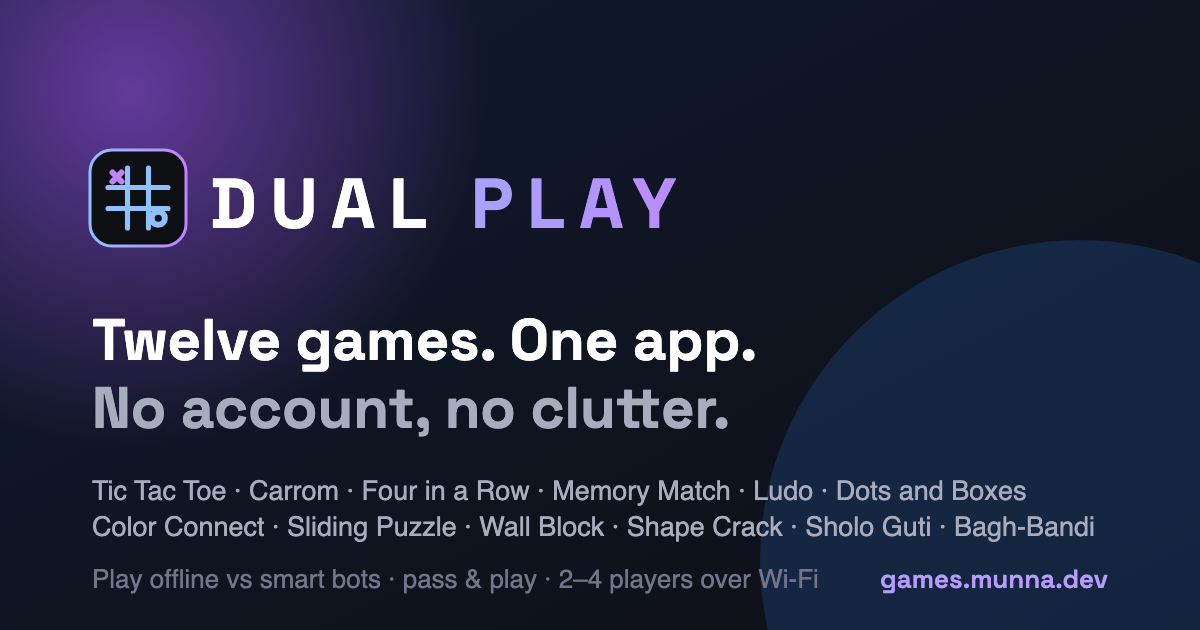 DUAL PLAY
Twelve games. One app.
No account, no clutter.
Tic Tac Toe · Carrom · Four in a Row · Memory Match · Ludo · Dots and Boxes
Color Connect · Sliding Puzzle · Wall Block · Shape Crack · Sholo Guti · Bagh-Bandi
Play offline vs smart bots · pass & play · 2–4 players over Wi-Fi
games.munna.dev